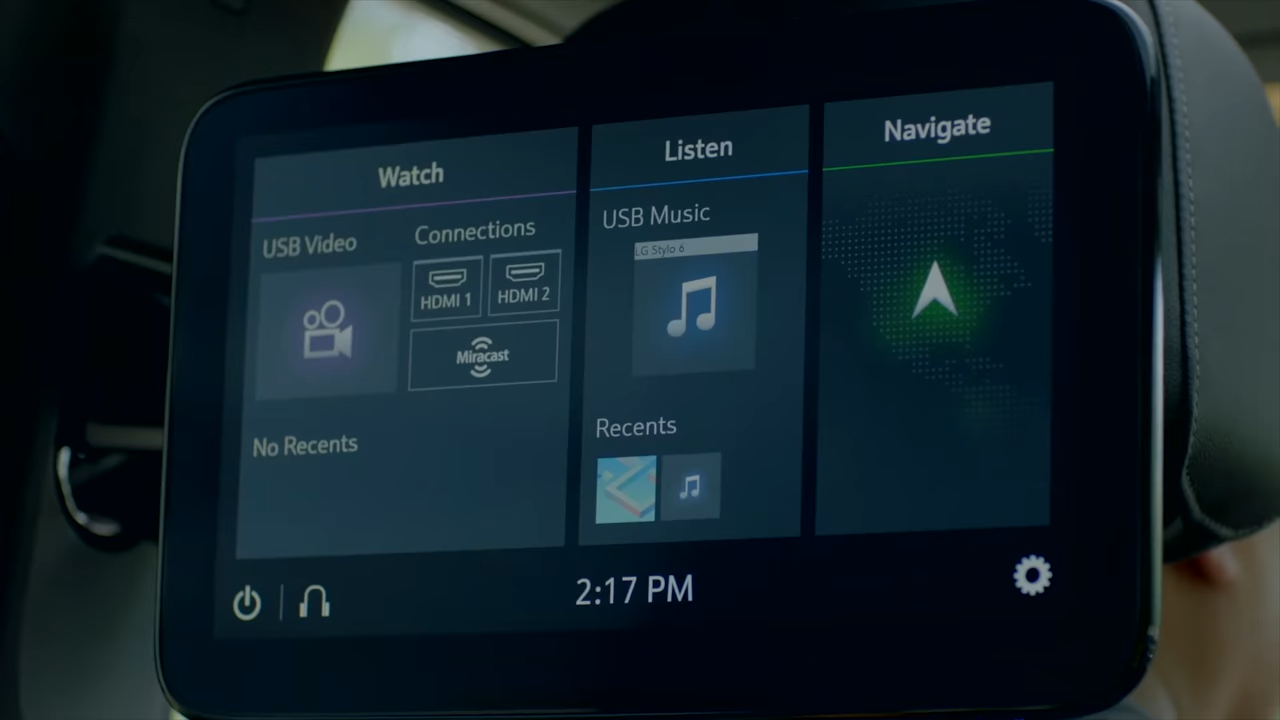 Watch
USB Video
Connections
HDMI 1
HDMI 2
Miracast
No Recents
Listen
USB Music
LG Stylo 6
Recents
Navigate
2:17 PM